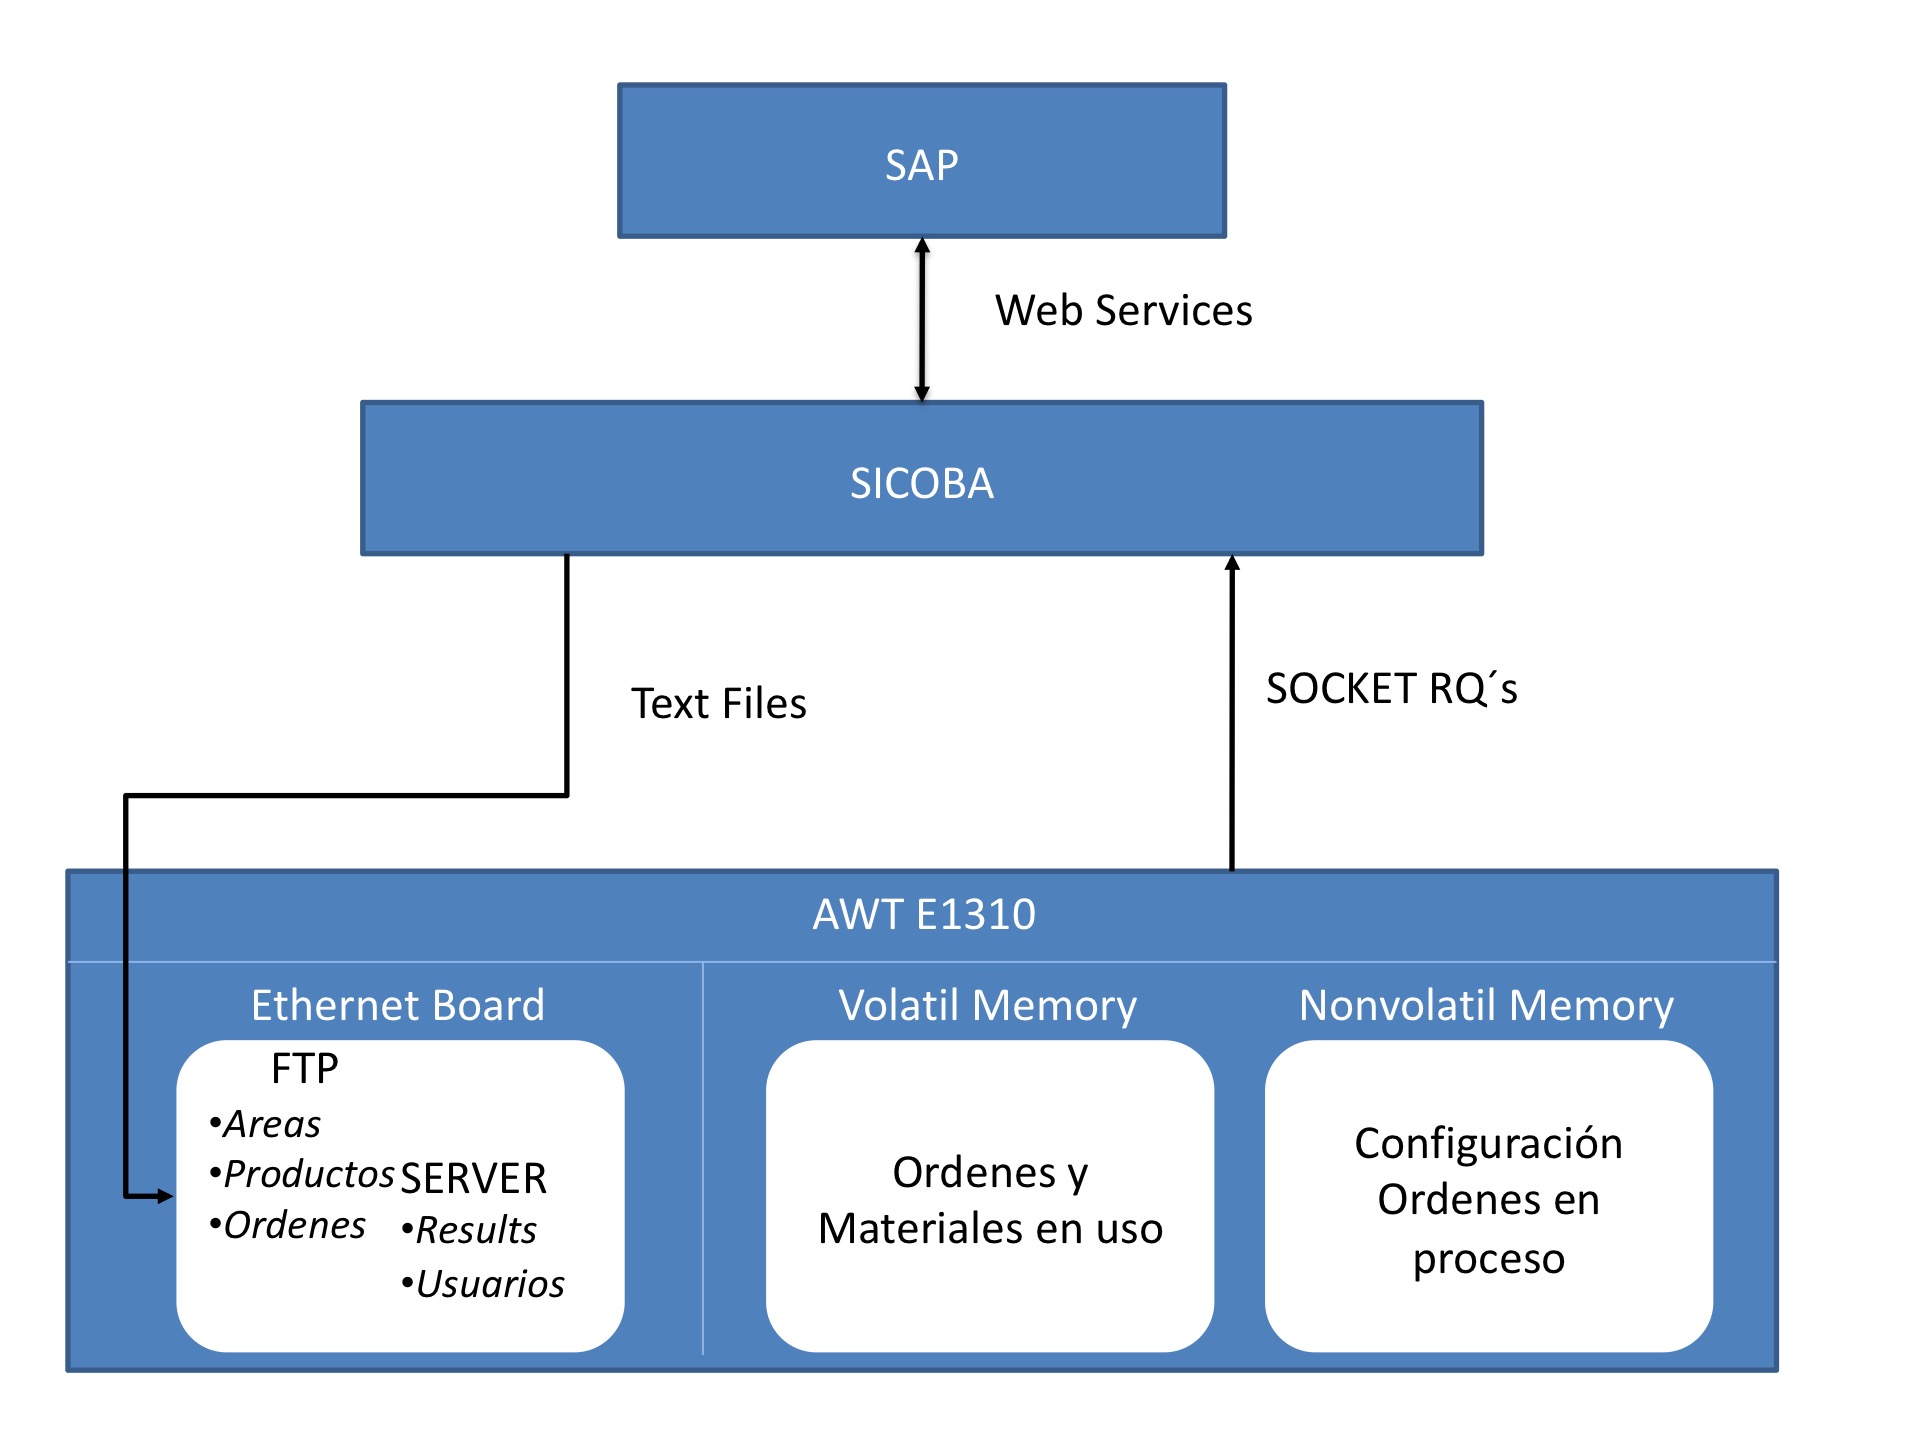 SAP
Web Services
SICOBA
Text Files
SOCKET RQ´s
AWT E1310
Ethernet Board
FTP
•Areas
•Productos
•Ordenes
SERVER
•Results
•Usuarios
Volatil Memory
Ordenes y
Materiales en uso
Nonvolatil Memory
Configuración
Ordenes en
proceso